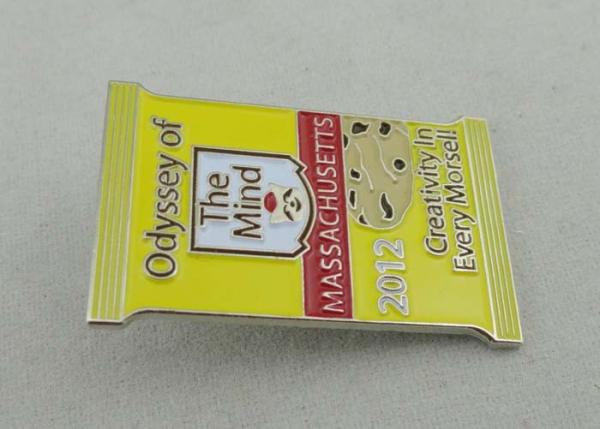 Odyssey of
The
Mind
MASSACHUSETTS
2012
Creativity In
Every Morsel!